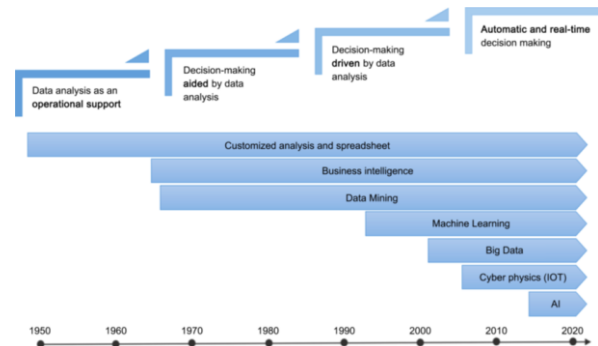 Automatic and real-time
decision making
Decision-making
driven by data
analysis
Decision-making
aided by data
analysis
Data analysis as an
operational support
Customized analysis and spreadsheet
Business intelligence
Data Mining
Machine Learning
Big Data
Cyber physics (IOT)
AI
1950 1960 1970 1980 1990 2000 2010 2020